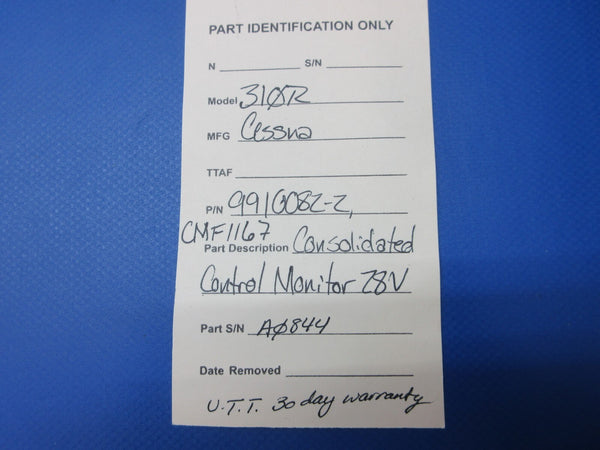 PART IDENTIFICATION ONLY
N S/N
Model 310R
MFG Cessna
TTAF
P/N 9910082-2,
CMF1167
Part Description Consolidated
Control Monitor 28V
Part S/N A0844
Date Removed
U.T.T. 30 day warranty